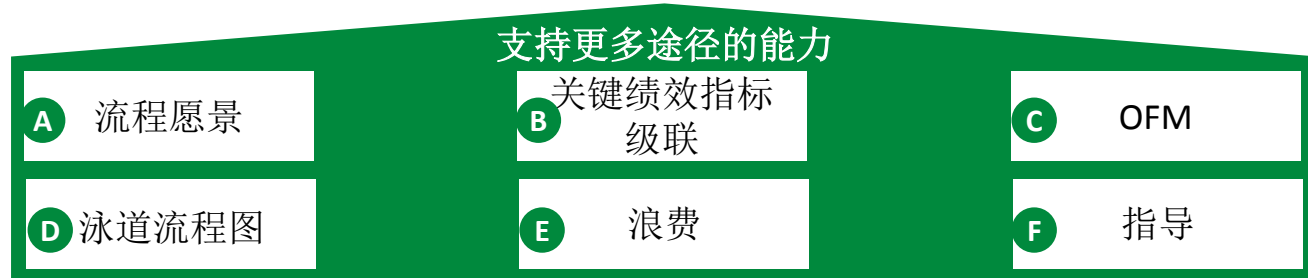 支持更多途径的能力
A 流程愿景
B 关键绩效指标
级联
C OFM
D 泳道流程图
E 浪费
F 指导